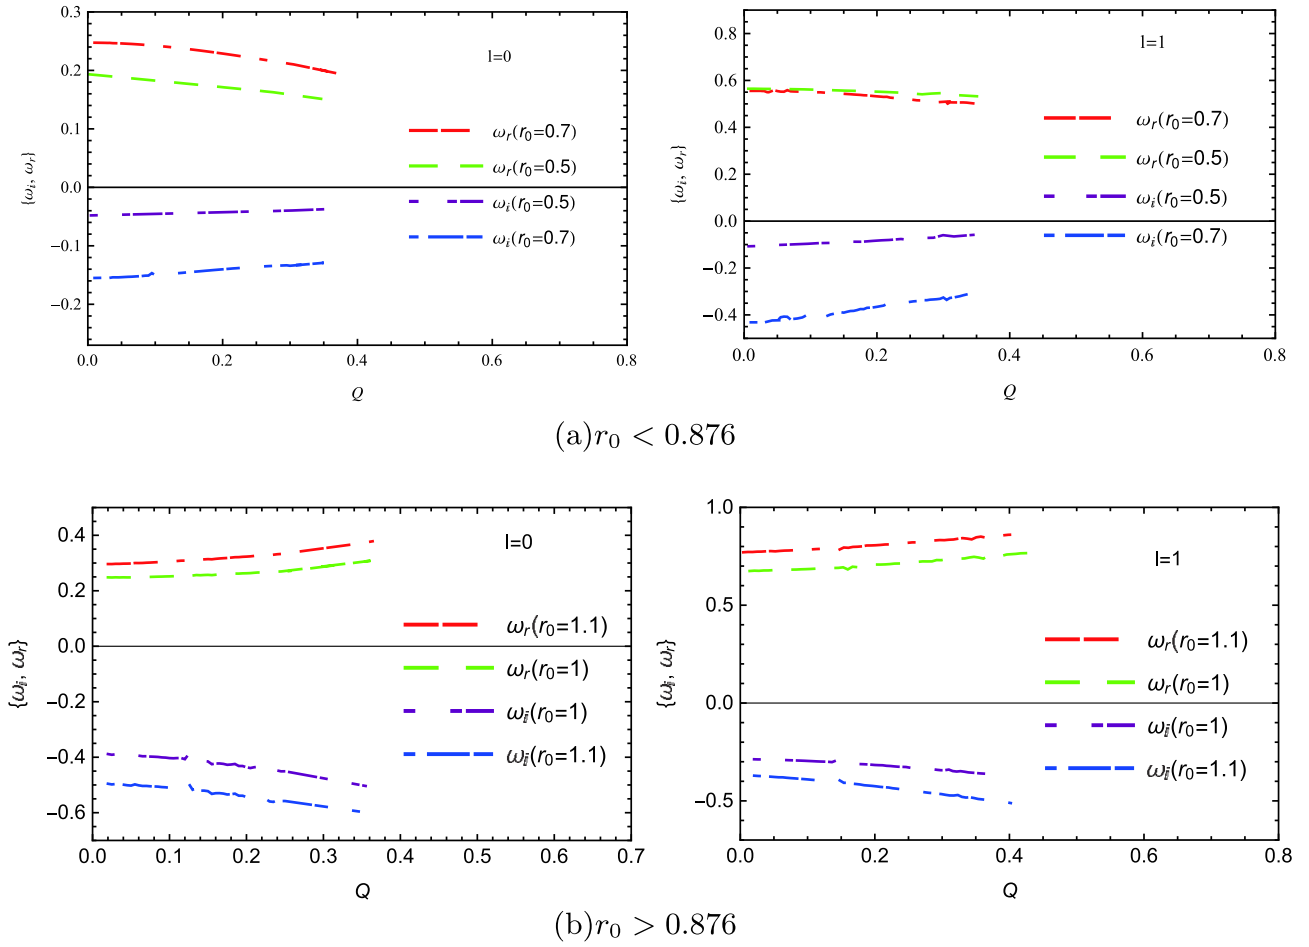 0.3
0.2
0.1
0.0
−0.1
−0.2
{ωi, ωr}
l=0
ωr(r0=0.7)
ωr(r0=0.5)
ωi(r0=0.5)
ωi(r0=0.7)
0.0 0.2 0.4 0.6 0.8
Q
0.8
0.6
0.4
0.2
0.0
−0.2
−0.4
{ωi, ωr}
l=1
ωr(r0=0.7)
ωr(r0=0.5)
ωi(r0=0.5)
ωi(r0=0.7)
0.0 0.2 0.4 0.6 0.8
Q
(a)r0 < 0.876
0.4
0.2
0.0
−0.2
−0.4
−0.6
{ωⅈ, ωr}
l=0
ωr(r0=1.1)
ωr(r0=1)
ωⅈ(r0=1)
ωⅈ(r0=1.1)
0.0 0.1 0.2 0.3 0.4 0.5 0.6 0.7
Q
1.0
0.5
0.0
−0.5
{ωⅈ, ωr}
l=1
ωr(r0=1.1)
ωr(r0=1)
ωⅈ(r0=1)
ωⅈ(r0=1.1)
0.0 0.2 0.4 0.6 0.8
Q
(b)r0 > 0.876